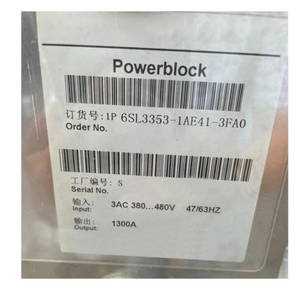 Powerblock
订货号:1P 6SL3353-1AE41-3FA0
Order No.
工厂编号: S
Serial No.
输入: 3AC 380...480V 47/63HZ
Input:
输出: 1300A
Output: